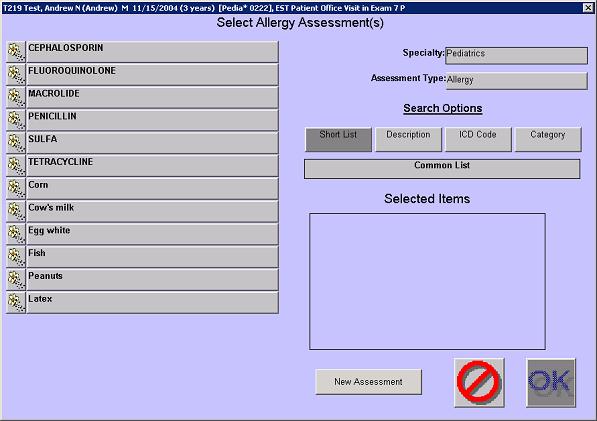 T219 Test, Andrew N (Andrew) M 11/15/2004 (3 years) [Pedia* 0222], EST Patient Office Visit in Exam 7 P
Select Allergy Assessment(s)
CEPHALOSPORIN
FLUOROQUINOLONE
MACROLIDE
PENICILLIN
SULFA
TETRACYCLINE
Corn
Cow's milk
Egg white
Fish
Peanuts
Latex
Specialty: Pediatrics
Assessment Type: Allergy
Search Options
Short List Description ICD Code Category
Common List
Selected Items
New Assessment
OK